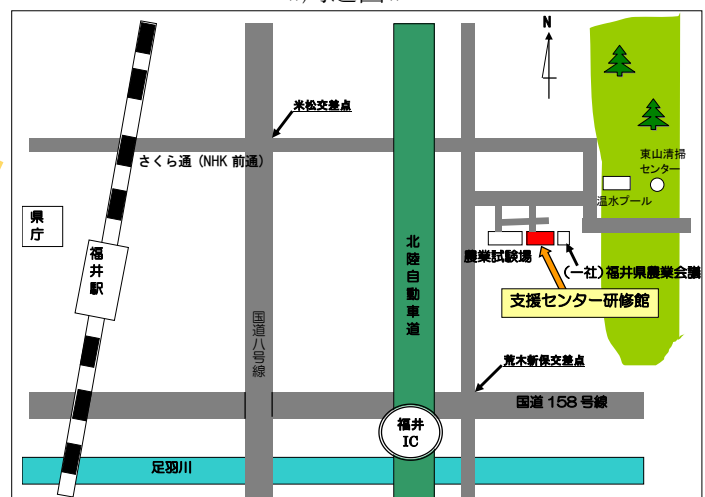 N
米松交差点
さくら通（NHK 前通）
東山清掃
センター
温水プール
県
庁
福井駅
北陸自動車道
農業試験場
（一社）福井県農業会議
支援センター研修館
国道八号線
荒木新保交差点
国道 158 号線
福井
IC
足羽川